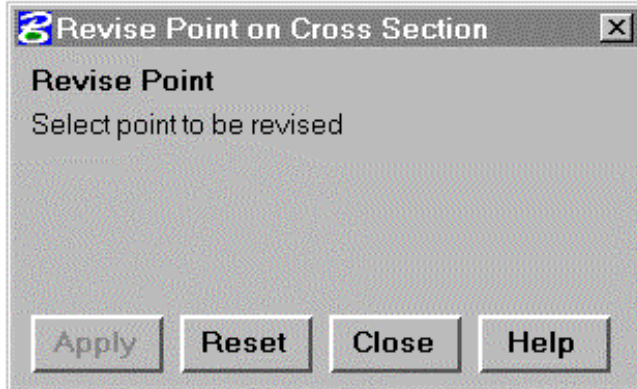 Revise Point on Cross Section
Revise Point
Select point to be revised
Apply Reset Close Help